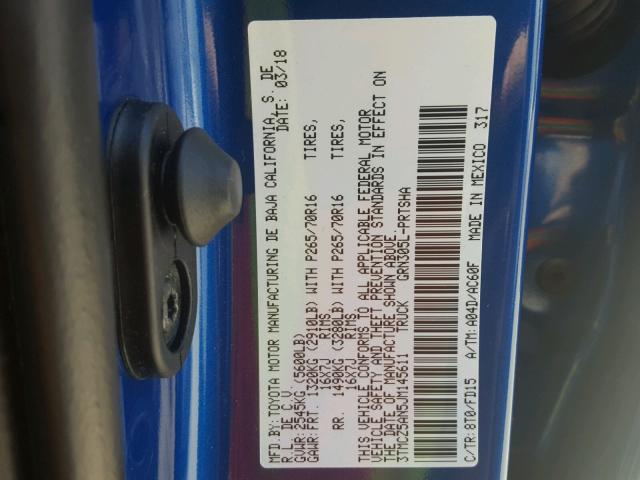 MFD.BY: TOYOTA MOTOR MANUFACTURING DE BAJA CALIFORNIA, S. DE
R. L. DE C. V. DATE: 03/18
GVWR: 2545KG (5600LB)
GAWR: FRT. 1320KG (2910LB) WITH P265/70R16 TIRES,
16X7J RIMS
RR. 1490KG (3280LB) WITH P265/70R16 TIRES,
16X7J RIMS
THIS VEHICLE CONFORMS TO ALL APPLICABLE FEDERAL MOTOR
VEHICLE SAFETY AND THEFT PREVENTION STANDARDS IN EFFECT ON
THE DATE OF MANUFACTURE SHOWN ABOVE.
3TMCZ5AN5JM145611 TRUCK GRN305L-PRTSHA
C/TR: 8T0/FD15 A/TM: A04D/AC60F MADE IN MEXICO 317